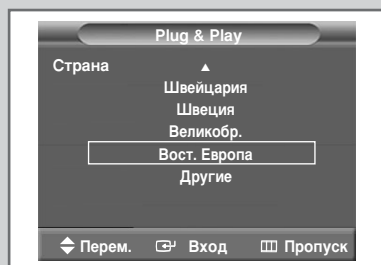 Plug & Play
Страна ▲
Швейцария
Швеция
Великобр.
Вост. Европа
Другие
Перем. Вход Пропуск